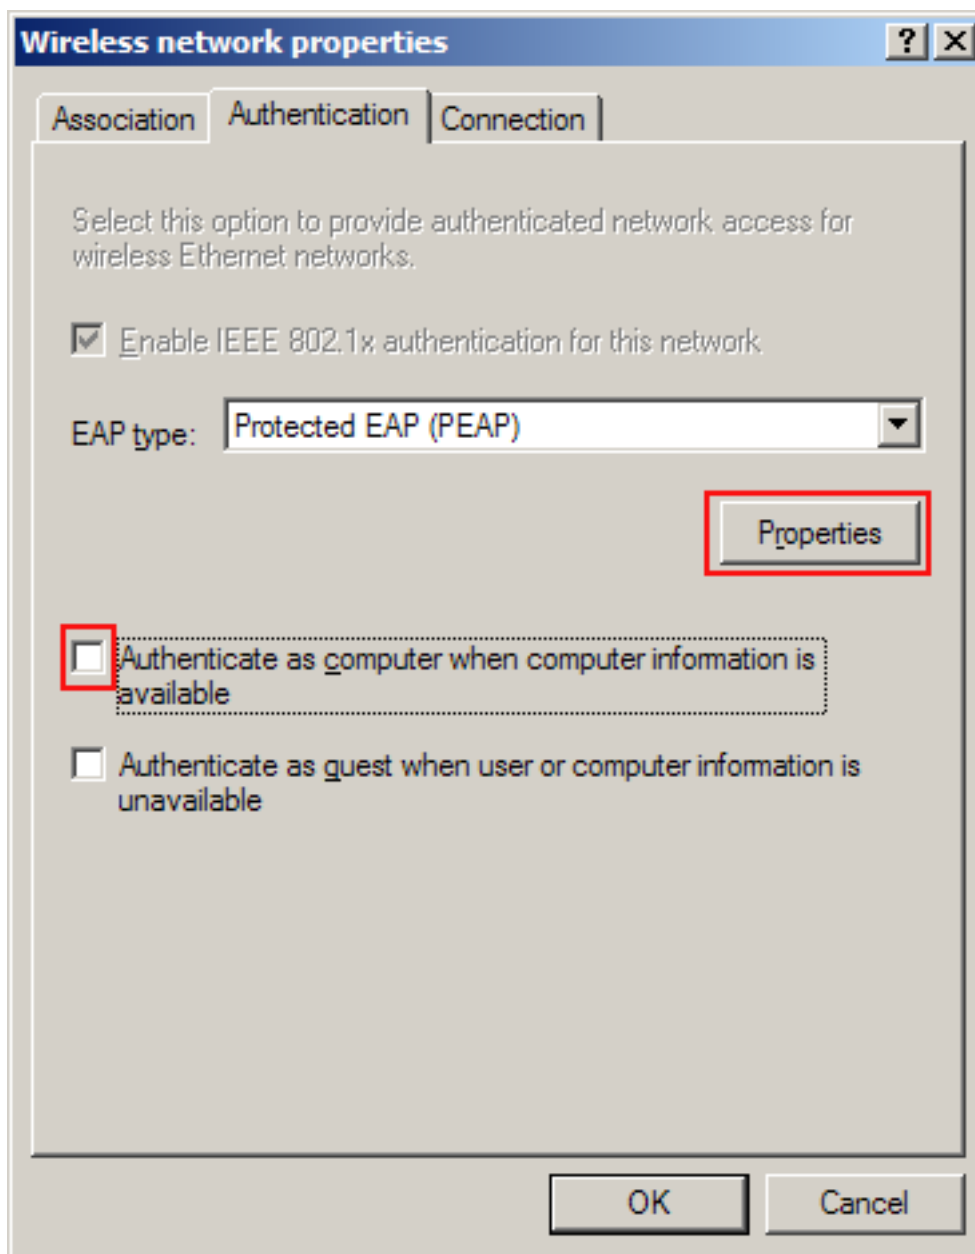 Wireless network properties
Association
Authentication
Connection
Select this option to provide authenticated network access for
wireless Ethernet networks.
Enable IEEE 802.1x authentication for this network
EAP type:
Protected EAP (PEAP)
Properties
Authenticate as computer when computer information is
available
Authenticate as guest when user or computer information is
unavailable
OK
Cancel